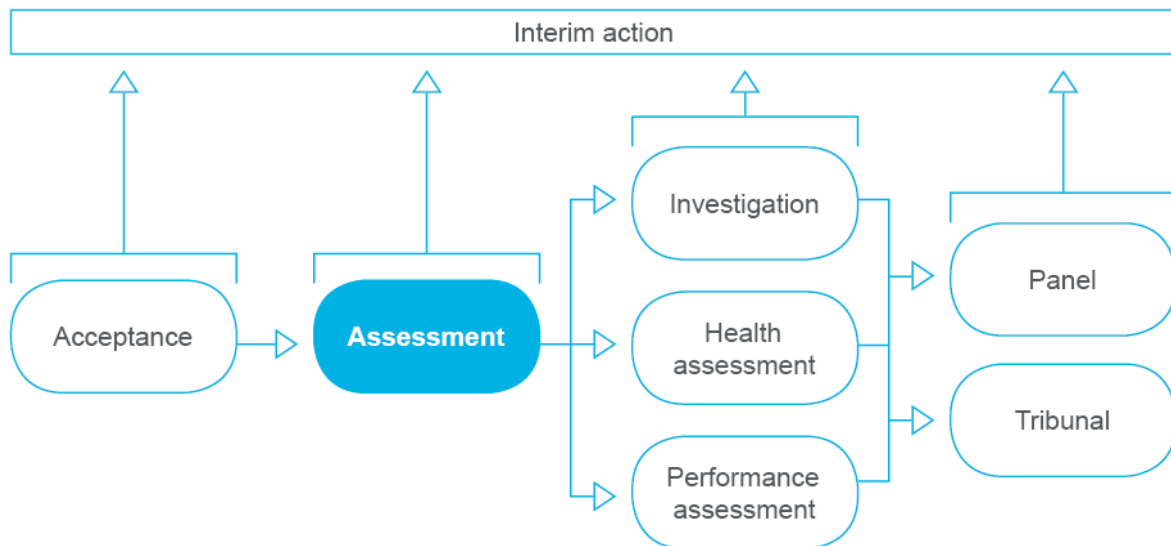 Interim action
Acceptance
Assessment
Investigation
Health
assessment
Performance
assessment
Panel
Tribunal